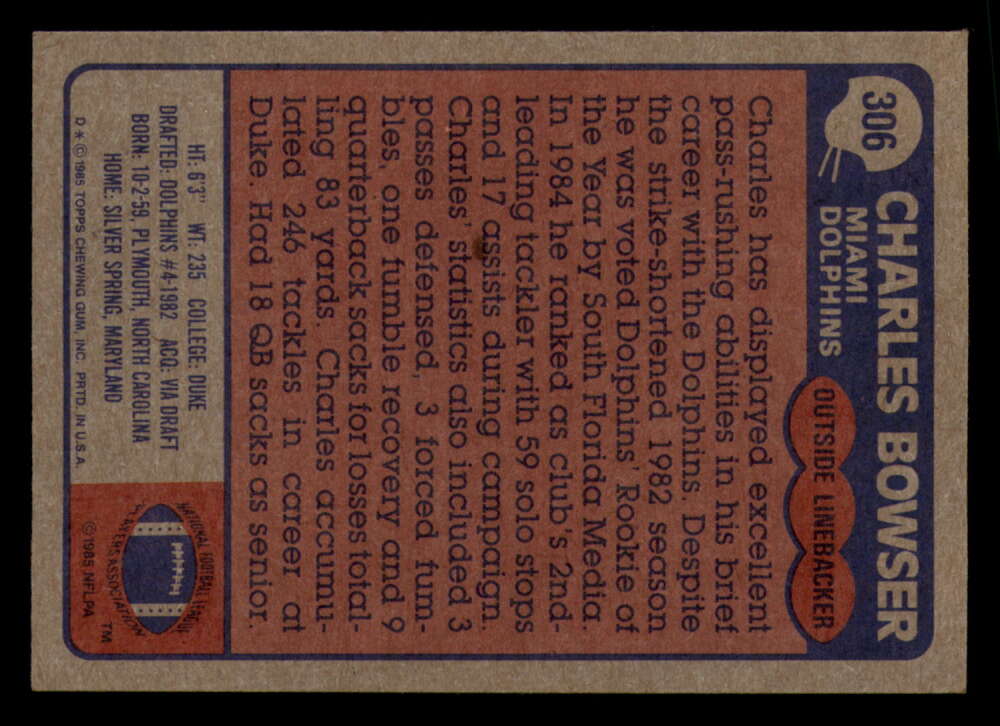 306
CHARLES BOWSER
MIAMI
DOLPHINS
OUTSIDE LINEBACKER
Charles has displayed excellent
pass-rushing abilities in his brief
career with the Dolphins. Despite
the strike-shortened 1982 season
he was voted Dolphins' Rookie of
the Year by South Florida Media.
In 1984 he ranked as club's 2nd-
leading tackler with 59 solo stops
and 17 assists during campaign.
Charles' statistics also included 3
passes defensed, 3 forced fum-
bles, one fumble recovery and 9
quarterback sacks for losses total-
ling 83 yards. Charles accumu-
lated 246 tackles in career at
Duke. Had 18 QB sacks as senior.
HT: 6'3" WT: 235 COLLEGE: DUKE
DRAFTED: DOLPHINS #4-1982 ACQ: VIA DRAFT
BORN: 10-2-59, PLYMOUTH, NORTH CAROLINA
HOME: SILVER SPRING, MARYLAND
D * © 1985 TOPPS CHEWING GUM, INC. PRTD. IN U.S.A.
NATIONAL FOOTBALL LEAGUE
PLAYERS ASSOCIATION
TM
© 1985 NFLPA